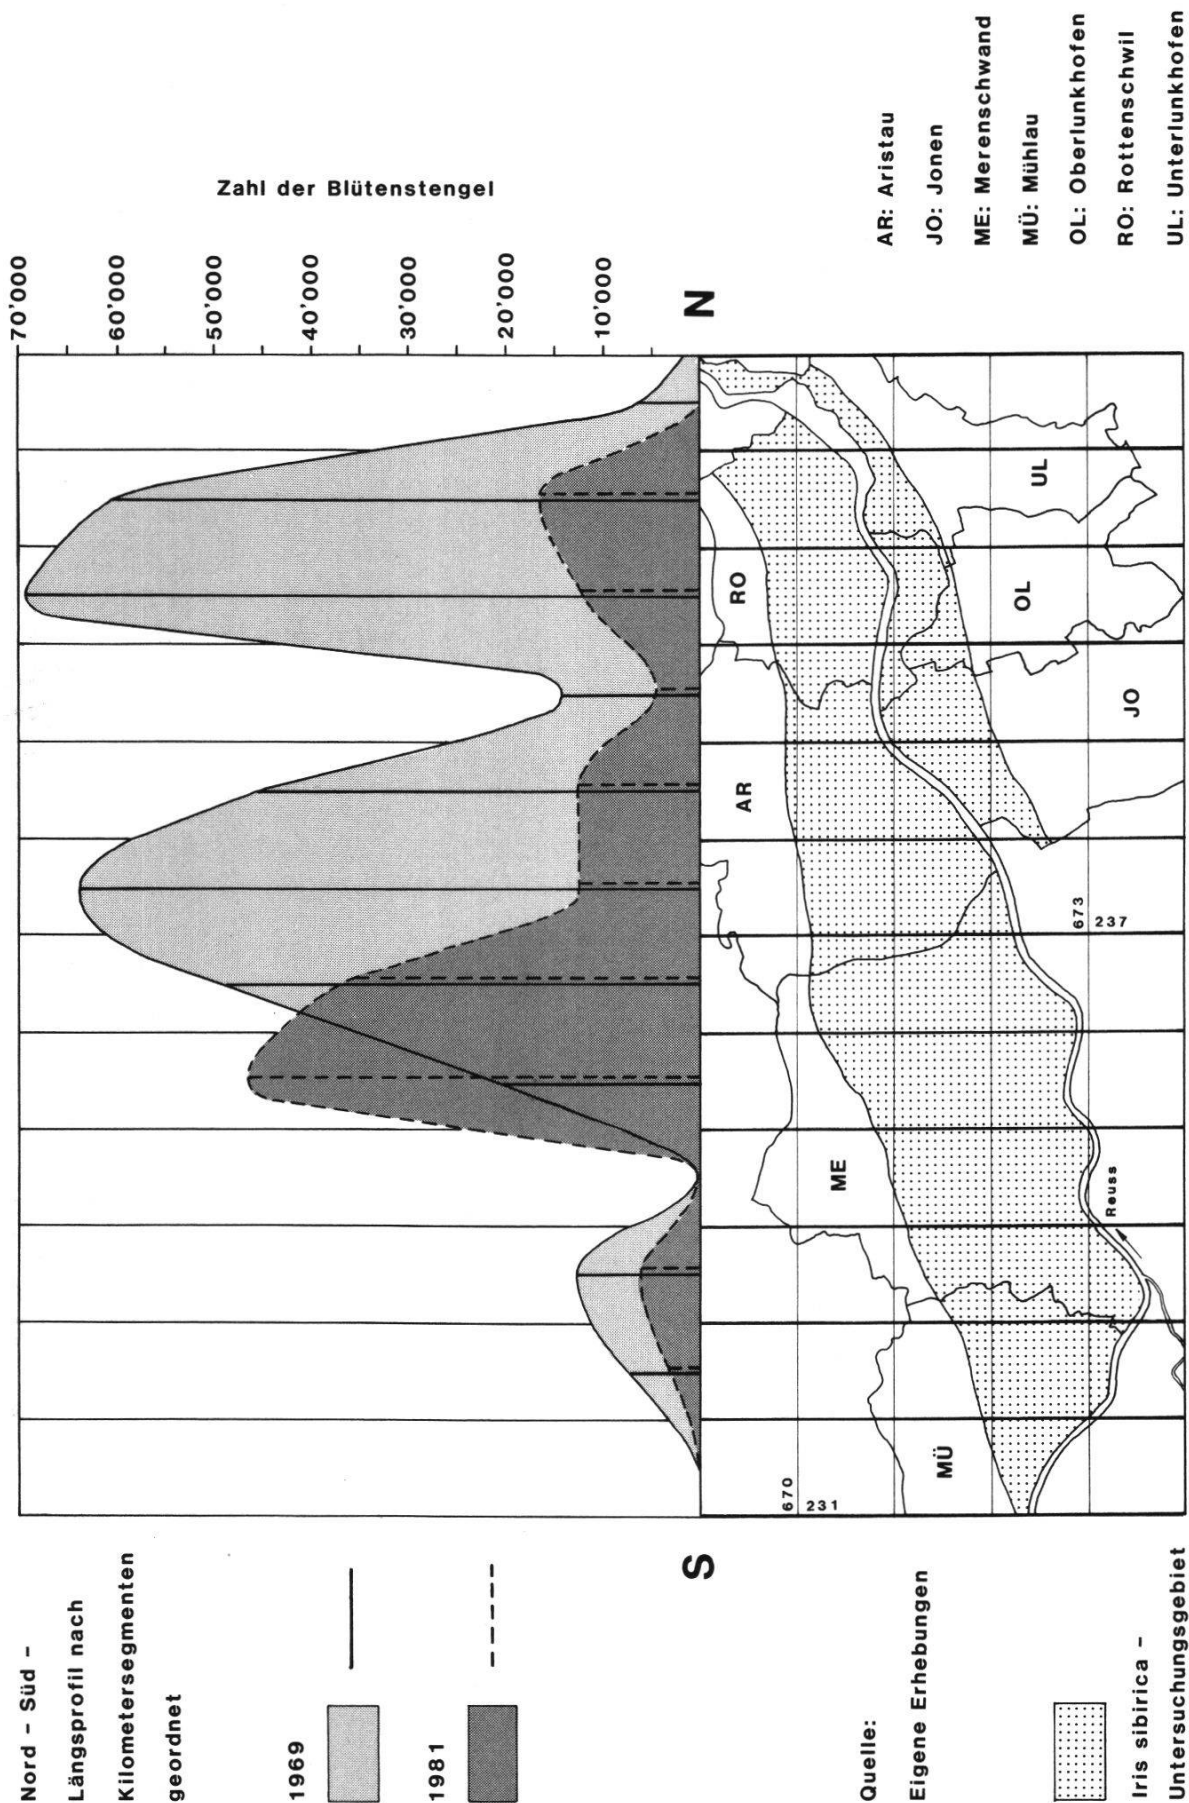 Nord - Süd -
Längsprofil nach
Kilometersegmenten
geordnet
1969
1981
Quelle:
Eigene Erhebungen
Iris sibirica -
Untersuchungsgebiet
Zahl der Blütenstengel
70'000
60'000
50'000
40'000
30'000
20'000
10'000
S
N
670
231
673
237
MÜ
ME
AR
RO
JO
OL
UL
Reuss
AR: Aristau
JO: Jonen
ME: Merenschwand
MÜ: Mühlau
OL: Oberlunkhofen
RO: Rottenschwil
UL: Unterlunkhofen